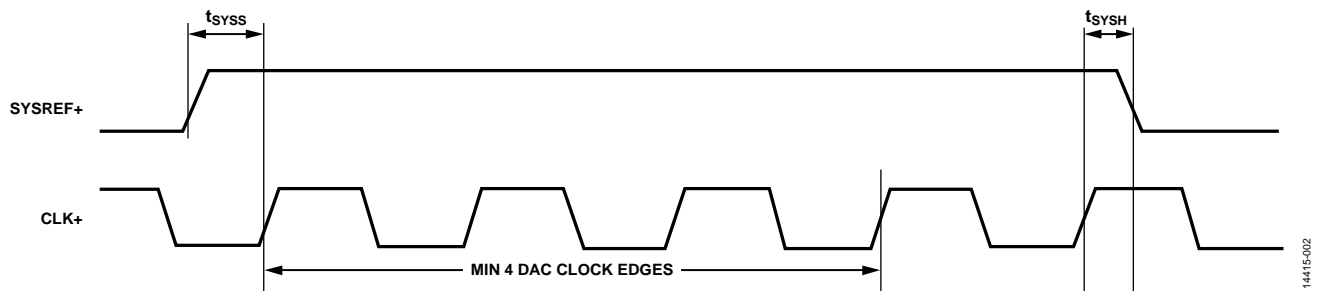 tSYSS
tSYSH
SYSREF+
CLK+
MIN 4 DAC CLOCK EDGES
14415-002